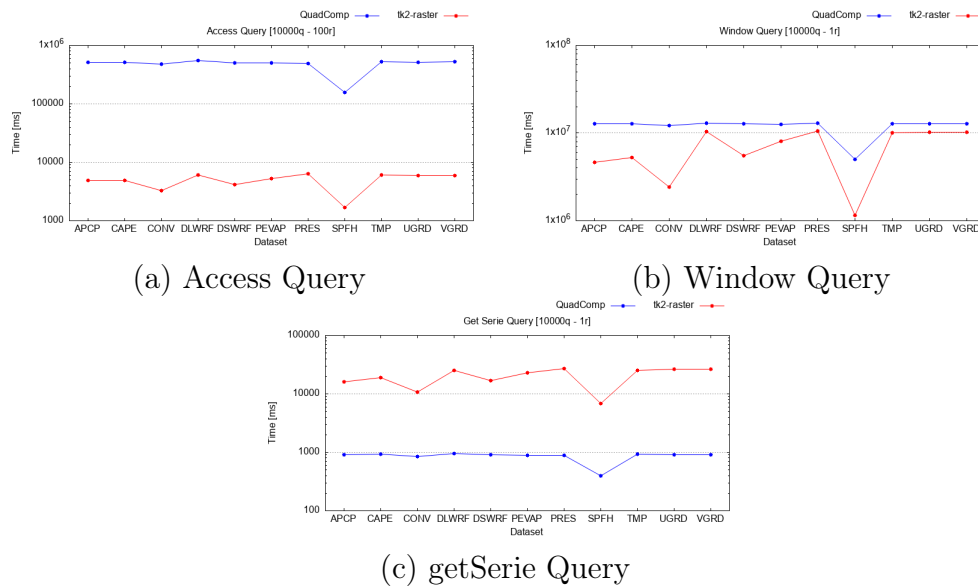 QuadComp tk2-raster
Access Query [10000q - 100r]
1x10^6
100000
10000
1000
Time [ms]
APCP CAPE CONV DLWRF DSWRF PEVAP PRES SPFH TMP UGRD VGRD
Dataset
(a) Access Query
QuadComp tk2-raster
Window Query [10000q - 1r]
1x10^8
1x10^7
1x10^6
Time [ms]
APCP CAPE CONV DLWRF DSWRF PEVAP PRES SPFH TMP UGRD VGRD
Dataset
(b) Window Query
QuadComp tk2-raster
Get Serie Query [10000q - 1r]
100000
10000
1000
100
Time [ms]
APCP CAPE CONV DLWRF DSWRF PEVAP PRES SPFH TMP UGRD VGRD
Dataset
(c) getSerie Query